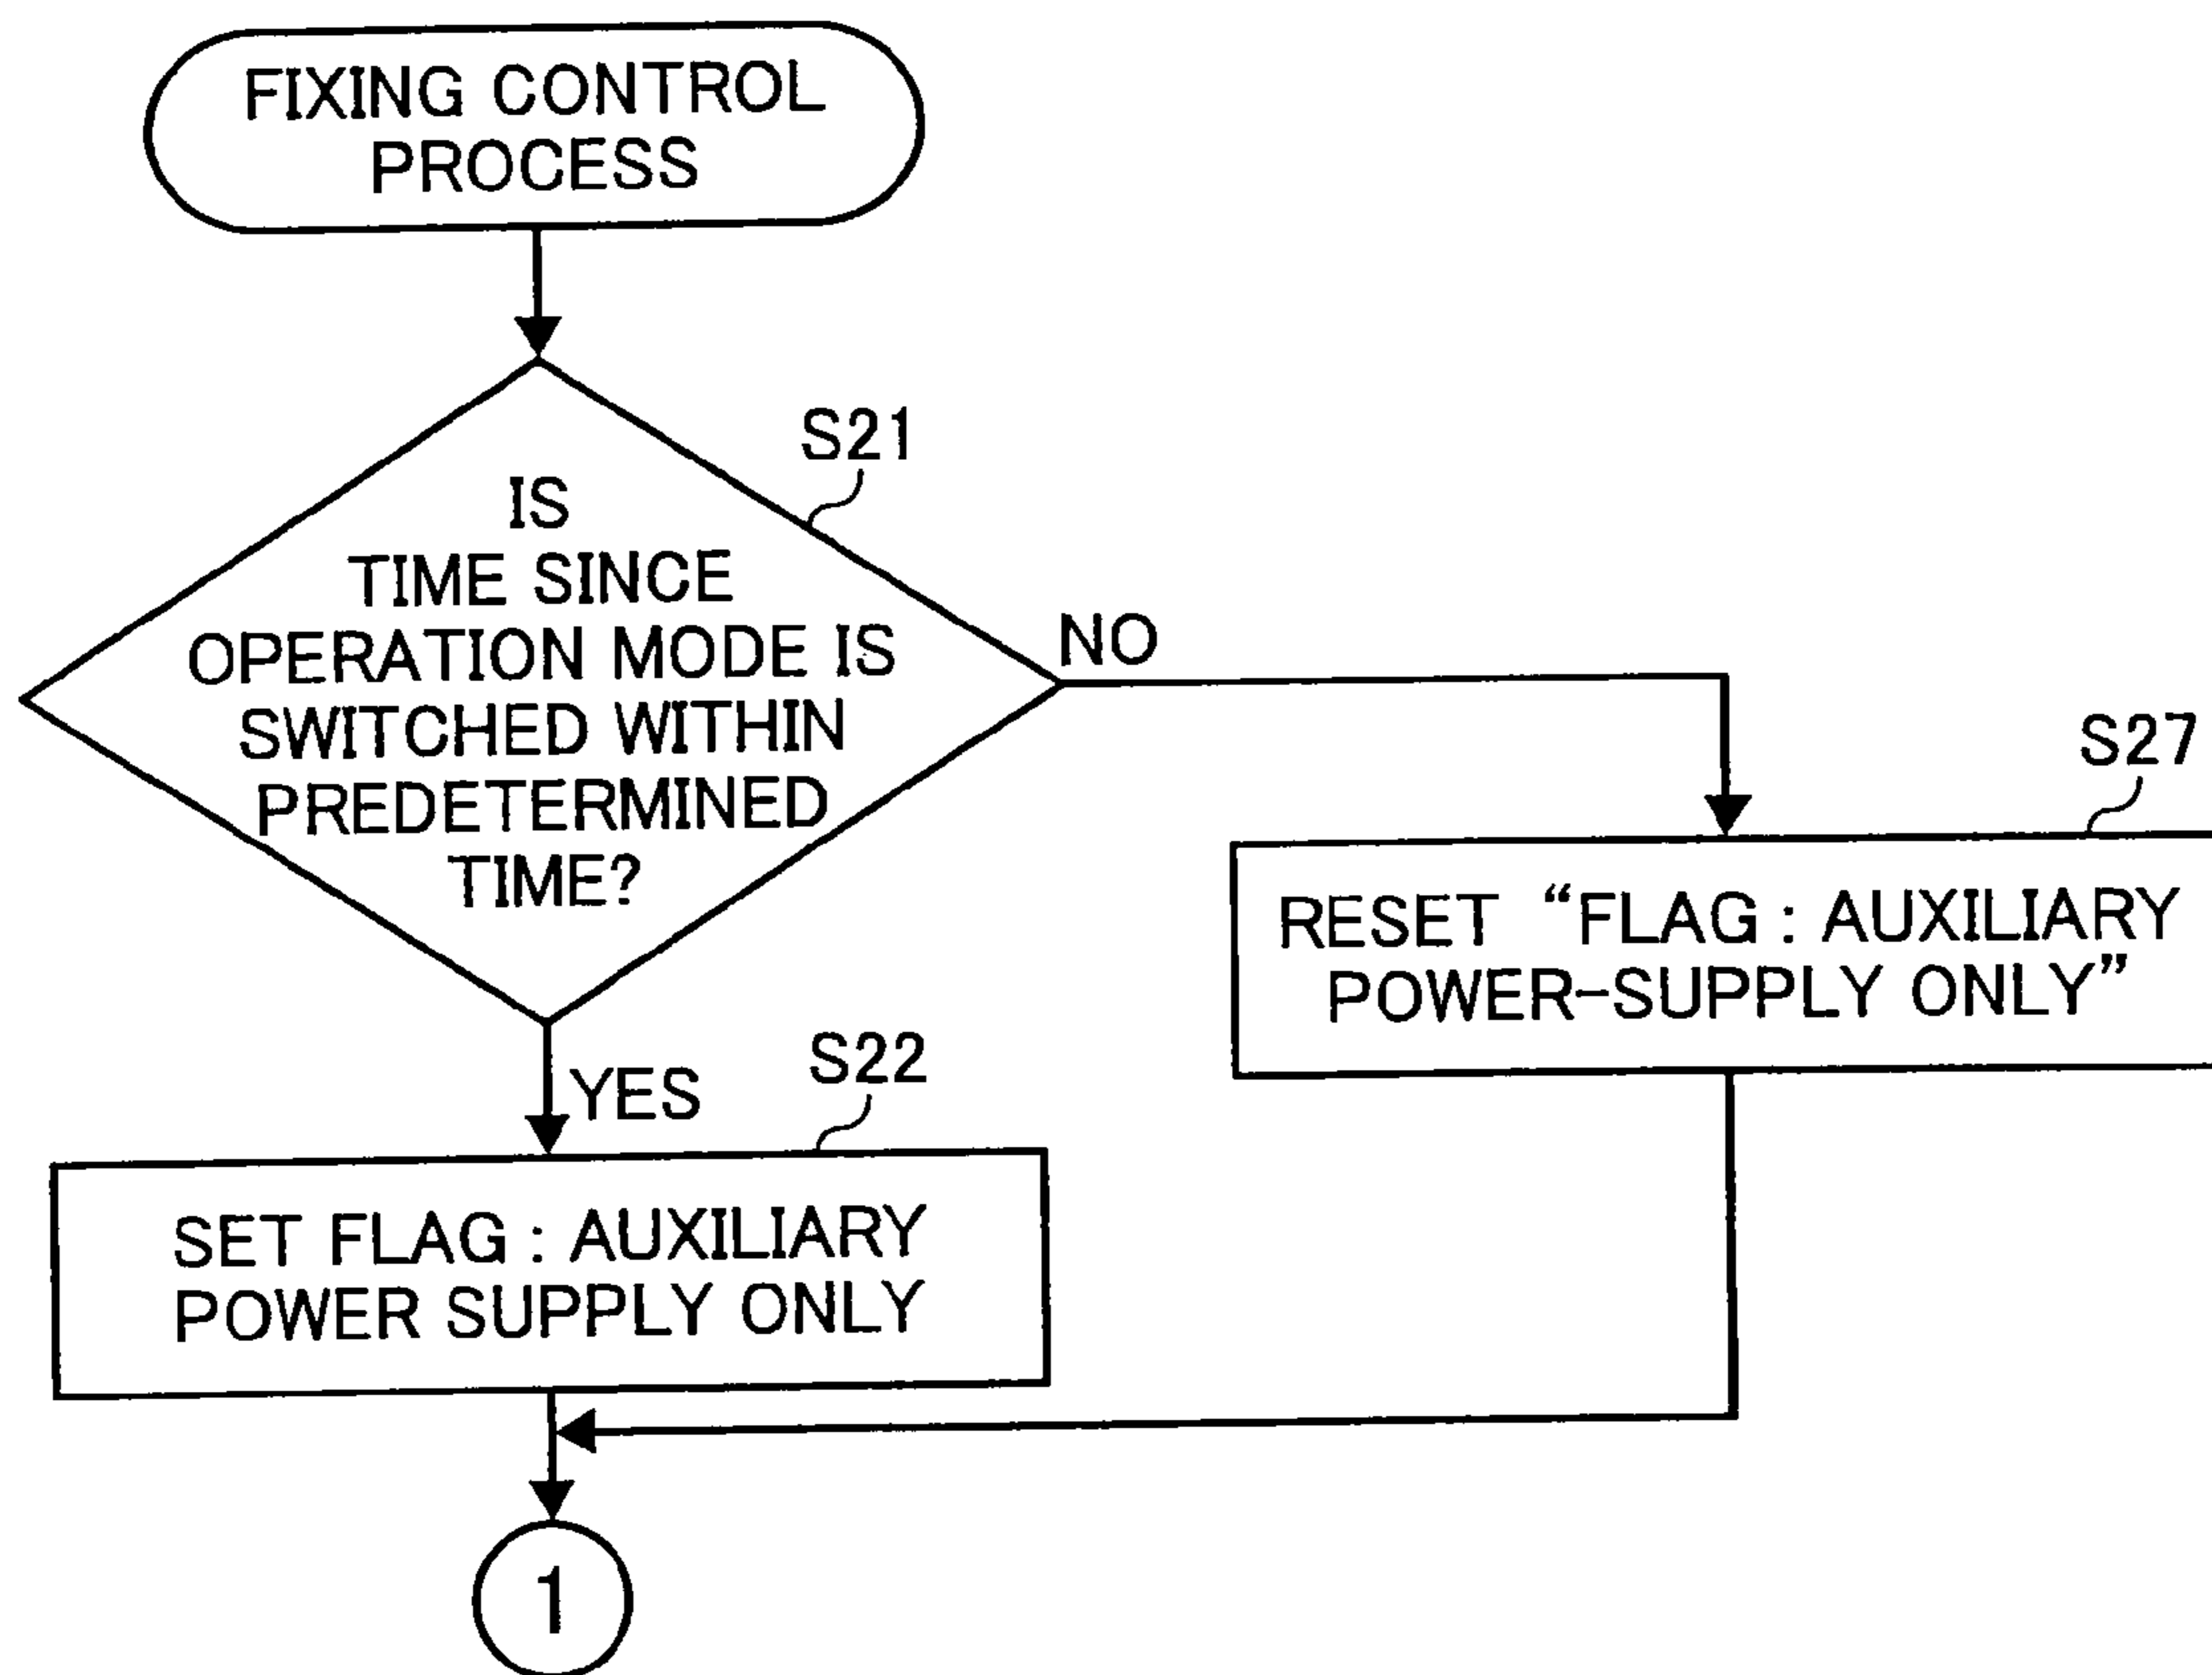 FIXING CONTROL
PROCESS
S21
IS
TIME SINCE
OPERATION MODE IS
SWITCHED WITHIN
PREDETERMINED
TIME?
NO
S27
RESET “FLAG : AUXILIARY
POWER-SUPPLY ONLY”
YES
S22
SET FLAG : AUXILIARY
POWER SUPPLY ONLY
1